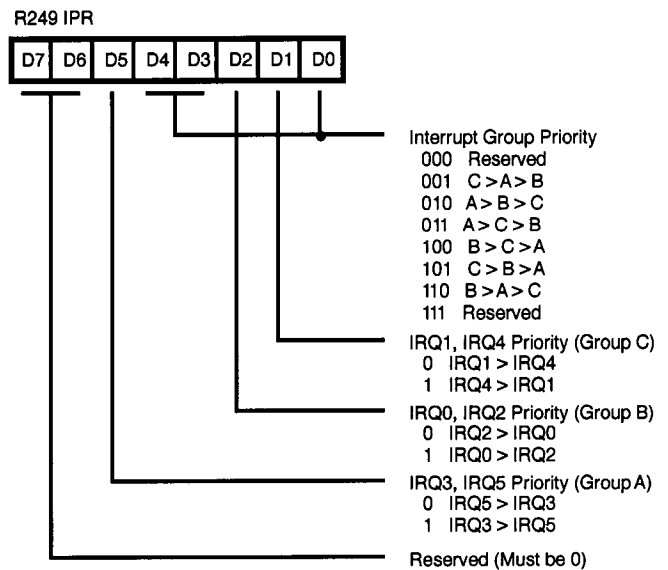 R249 IPR
D7 D6 D5 D4 D3 D2 D1 D0
Interrupt Group Priority
000 Reserved
001 C > A > B
010 A > B > C
011 A > C > B
100 B > C > A
101 C > B > A
110 B > A > C
111 Reserved
IRQ1, IRQ4 Priority (Group C)
0 IRQ1 > IRQ4
1 IRQ4 > IRQ1
IRQ0, IRQ2 Priority (Group B)
0 IRQ2 > IRQ0
1 IRQ0 > IRQ2
IRQ3, IRQ5 Priority (Group A)
0 IRQ5 > IRQ3
1 IRQ3 > IRQ5
Reserved (Must be 0)